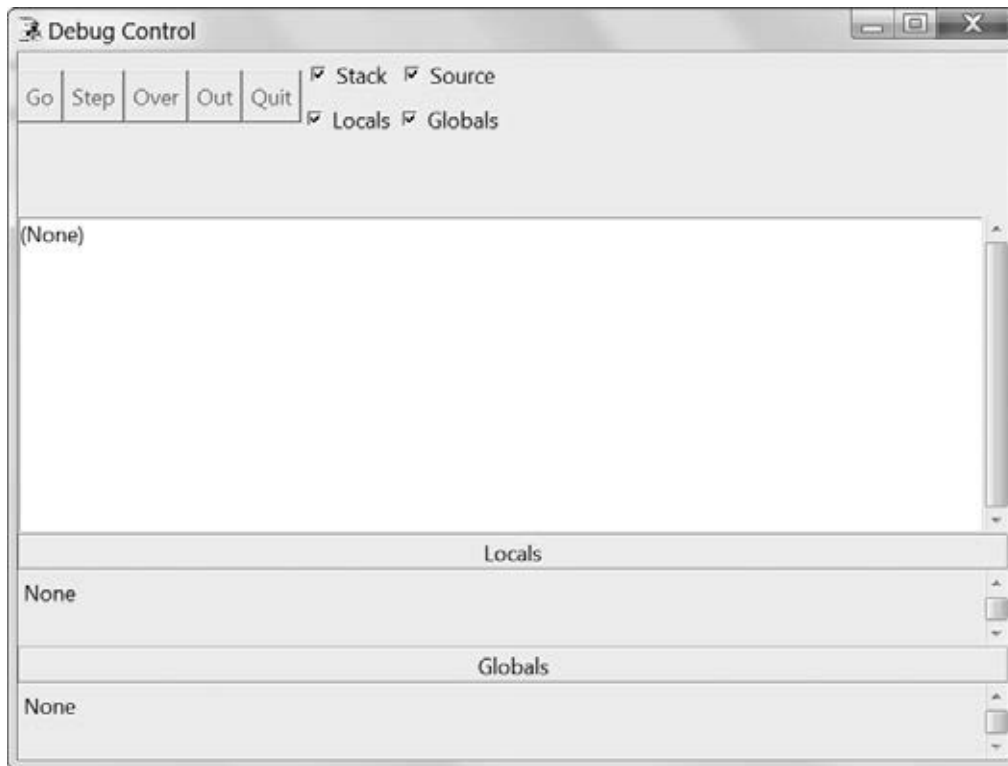 Debug Control
Go Step Over Out Quit
Stack Source
Locals Globals
(None)
Locals
None
Globals
None